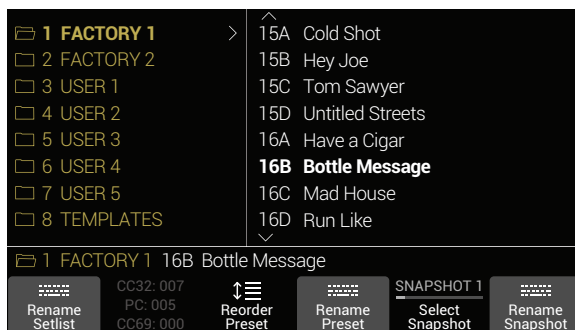 1 FACTORY 1 >
2 FACTORY 2
3 USER 1
4 USER 2
5 USER 3
6 USER 4
7 USER 5
8 TEMPLATES
15A Cold Shot
15B Hey Joe
15C Tom Sawyer
15D Untitled Streets
16A Have a Cigar
16B Bottle Message
16C Mad House
16D Run Like
1 FACTORY 1 16B Bottle Message
Rename
Setlist
CC32: 007
PC: 005
CC69: 000
Reorder
Preset
Rename
Preset
SNAPSHOT 1
Select
Snapshot
Rename
Snapshot